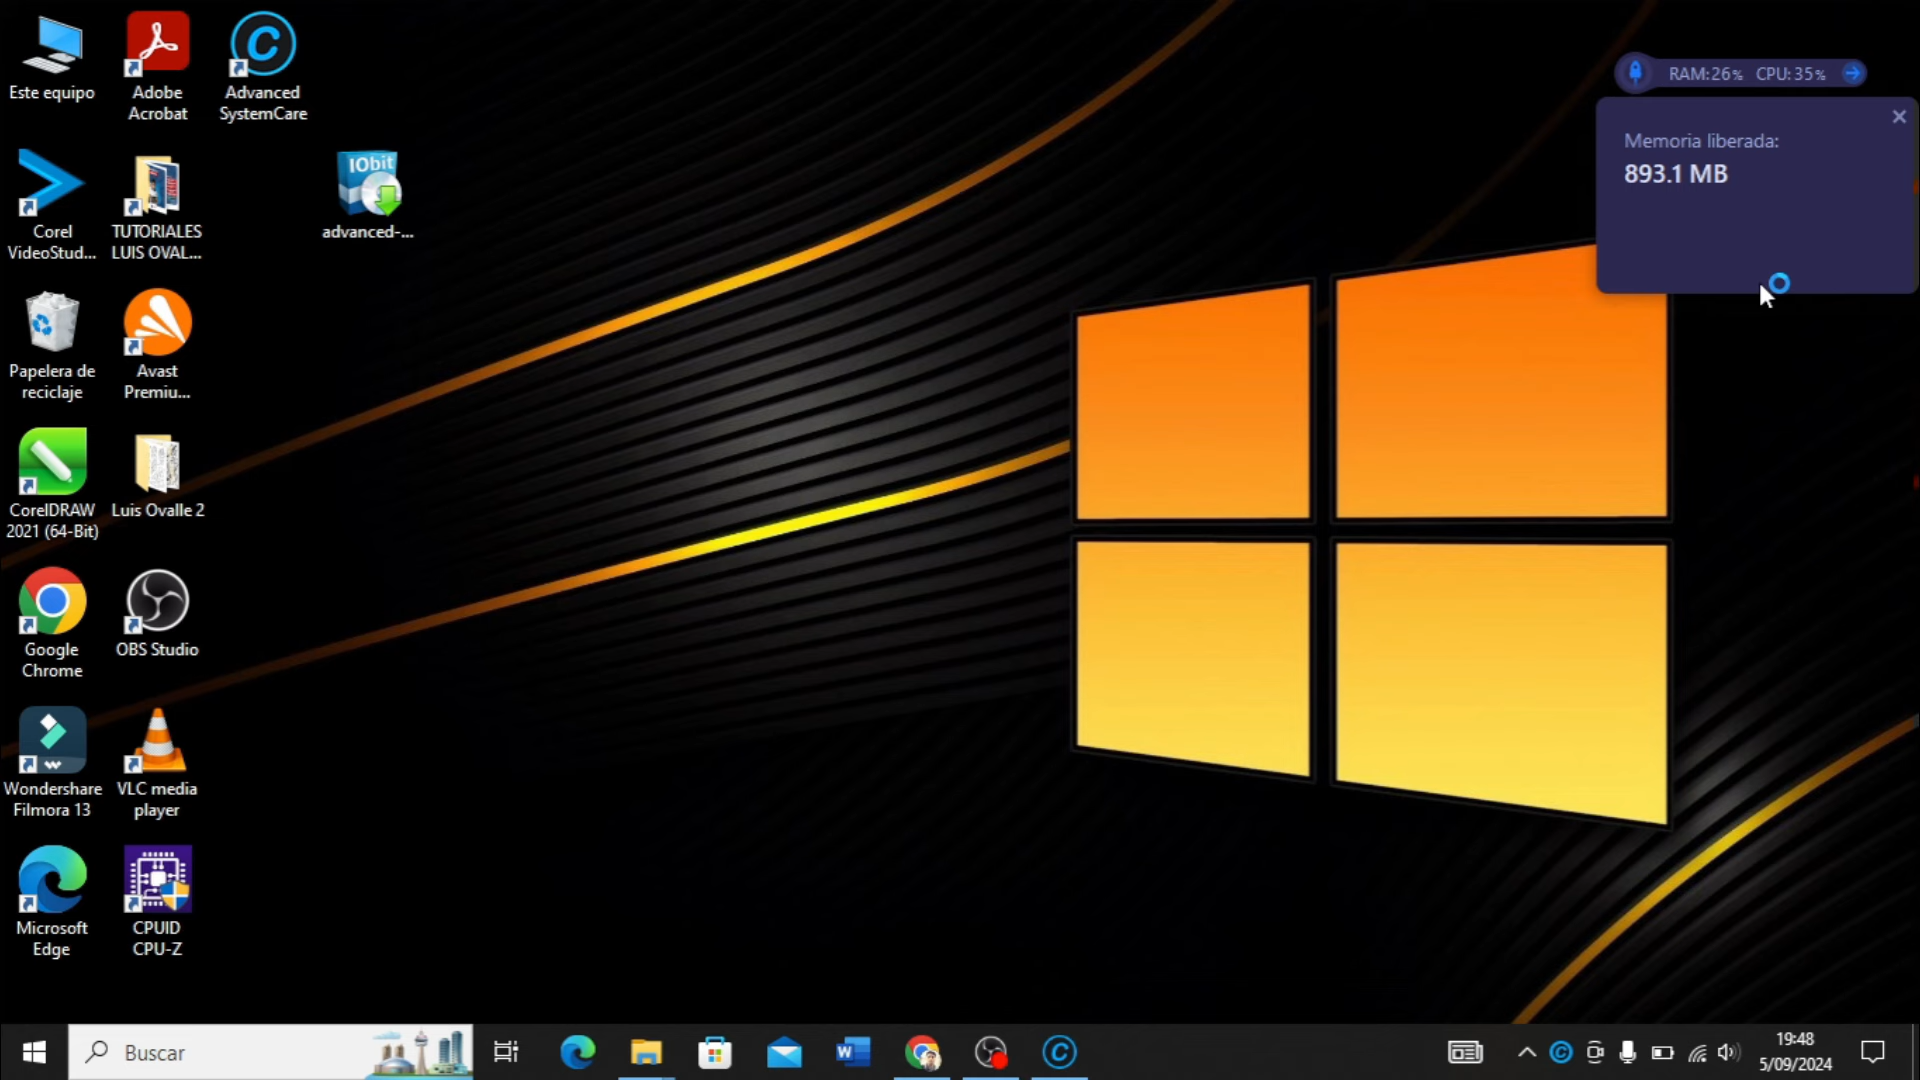 Este equipo
Adobe
Acrobat
Advanced
SystemCare
RAM:26% CPU:35%
Memoria liberada:
893.1 MB
Corel
VideoStud...
TUTORIALES
LUIS OVAL...
IObit
advanced-...
Papelera de
reciclaje
Avast
Premiu...
CorelDRAW
2021 (64-Bit)
Luis Ovalle 2
Google
Chrome
OBS Studio
Wondershare
Filmora 13
VLC media
player
Microsoft
Edge
CPUID
CPU-Z
Buscar
19:48
5/09/2024